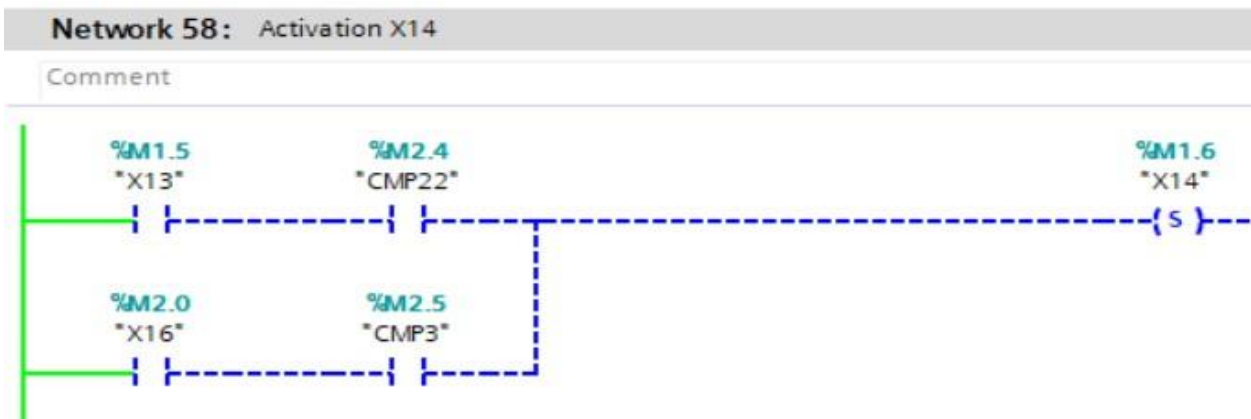 Network 58: Activation X14
Comment
%M1.5 %M2.4 %M1.6
"X13" "CMP22" "X14"
S
%M2.0 %M2.5
"X16" "CMP3"